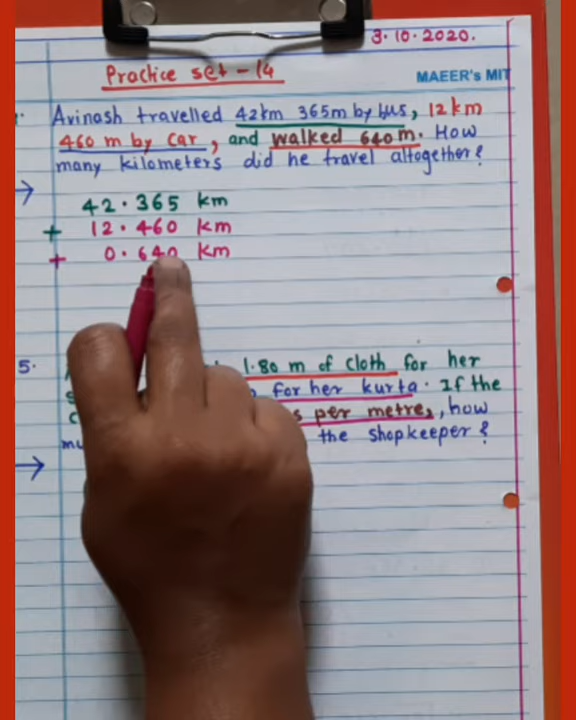 3.10.2020.
Practice set - 14
MAEER's MIT
Avinash travelled 42km 365m by bus, 12km
460 m by car, and walked 640m. How
many kilometers did he travel altogether?
42.365 km
+ 12.460 km
+ 0.640 km
5. 1.80 m of cloth for her
for her kurta. If the
per metre, how
the shopkeeper?